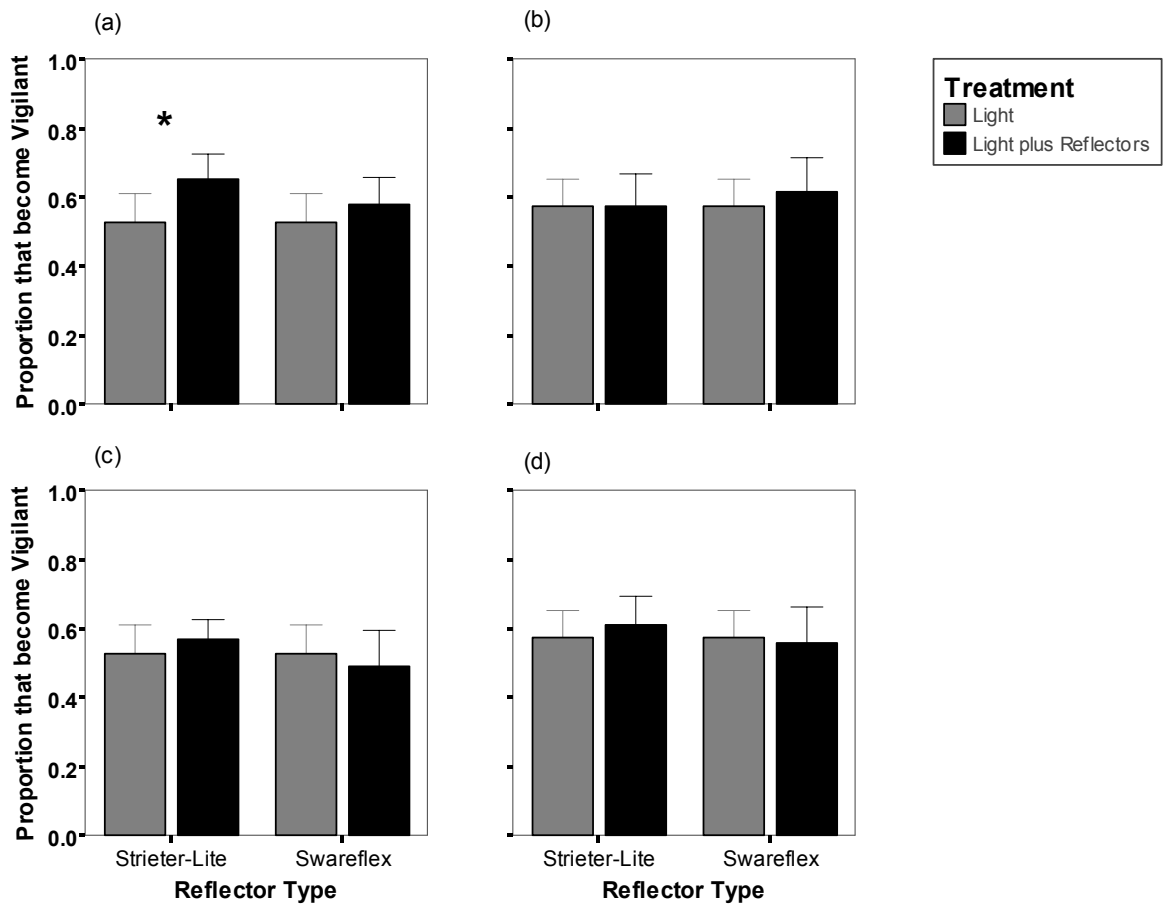 (a)
Proportion that become Vigilant
1.0
0.8
0.6
0.4
0.2
0.0
*
(b)
Treatment
Light
Light plus Reflectors
(c)
Proportion that become Vigilant
1.0
0.8
0.6
0.4
0.2
0.0
Strieter-Lite Swareflex
Reflector Type
(d)
Strieter-Lite Swareflex
Reflector Type